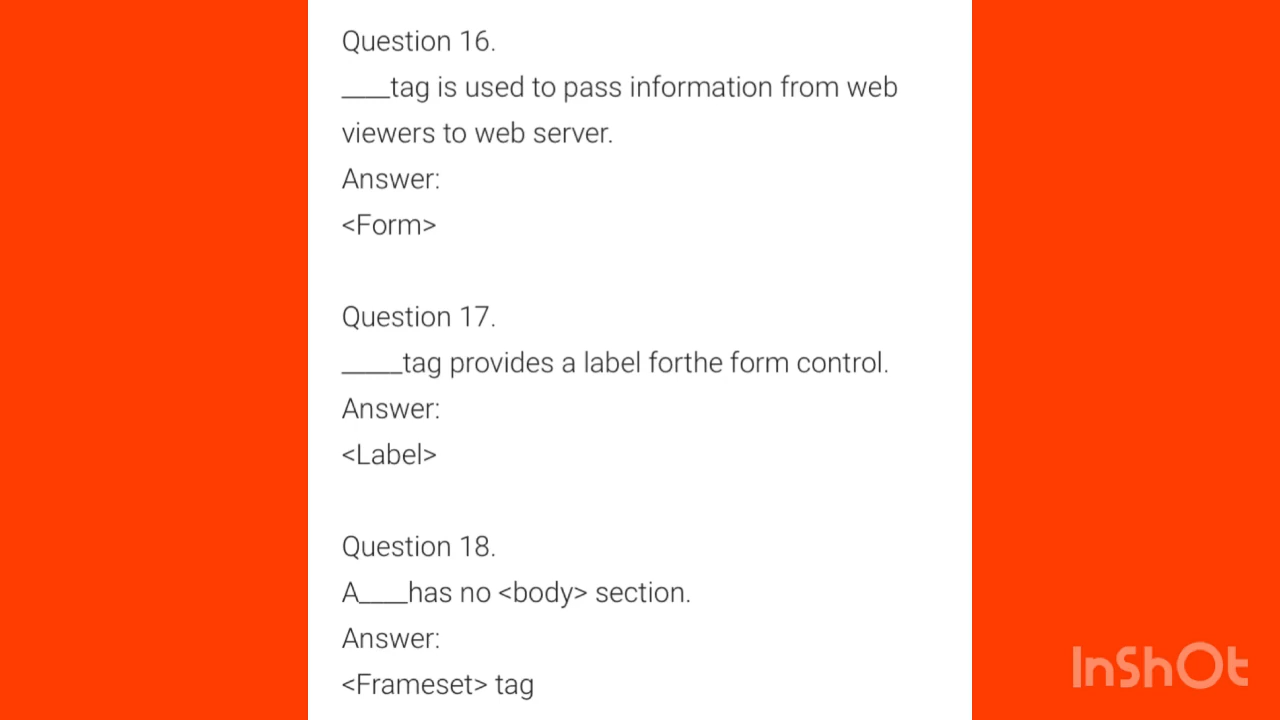 Question 16.
____tag is used to pass information from web
viewers to web server.
Answer:
<Form>
Question 17.
_____tag provides a label forthe form control.
Answer:
<Label>
Question 18.
A____has no <body> section.
Answer:
<Frameset> tag
InShOt